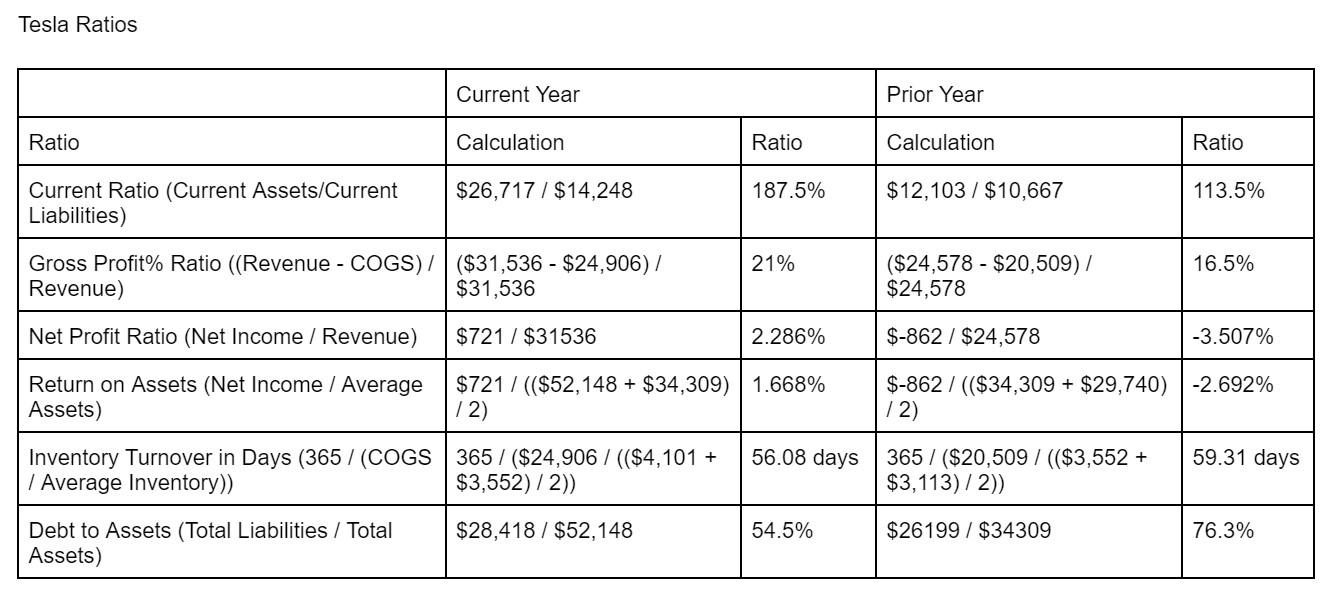 Tesla Ratios
Current Year
Prior Year
Ratio
Calculation
Ratio
Calculation
Ratio
Current Ratio (Current Assets/Current
Liabilities)
$26,717 / $14,248
187.5%
$12,103 / $10,667
113.5%
Gross Profit% Ratio ((Revenue - COGS) /
Revenue)
($31,536 - $24,906) /
$31,536
21%
($24,578 - $20,509) /
$24,578
16.5%
Net Profit Ratio (Net Income / Revenue)
$721 / $31536
2.286%
$-862 / $24,578
-3.507%
Return on Assets (Net Income / Average
Assets)
$721 / (($52,148 + $34,309)
/ 2)
1.668%
$-862 / (($34,309 + $29,740)
/ 2)
-2.692%
Inventory Turnover in Days (365 / (COGS
/ Average Inventory))
365 / ($24,906 / (($4,101 +
$3,552) / 2))
56.08 days
365 / ($20,509 / (($3,552 +
$3,113) / 2))
59.31 days
Debt to Assets (Total Liabilities / Total
Assets)
$28,418 / $52,148
54.5%
$26199 / $34309
76.3%